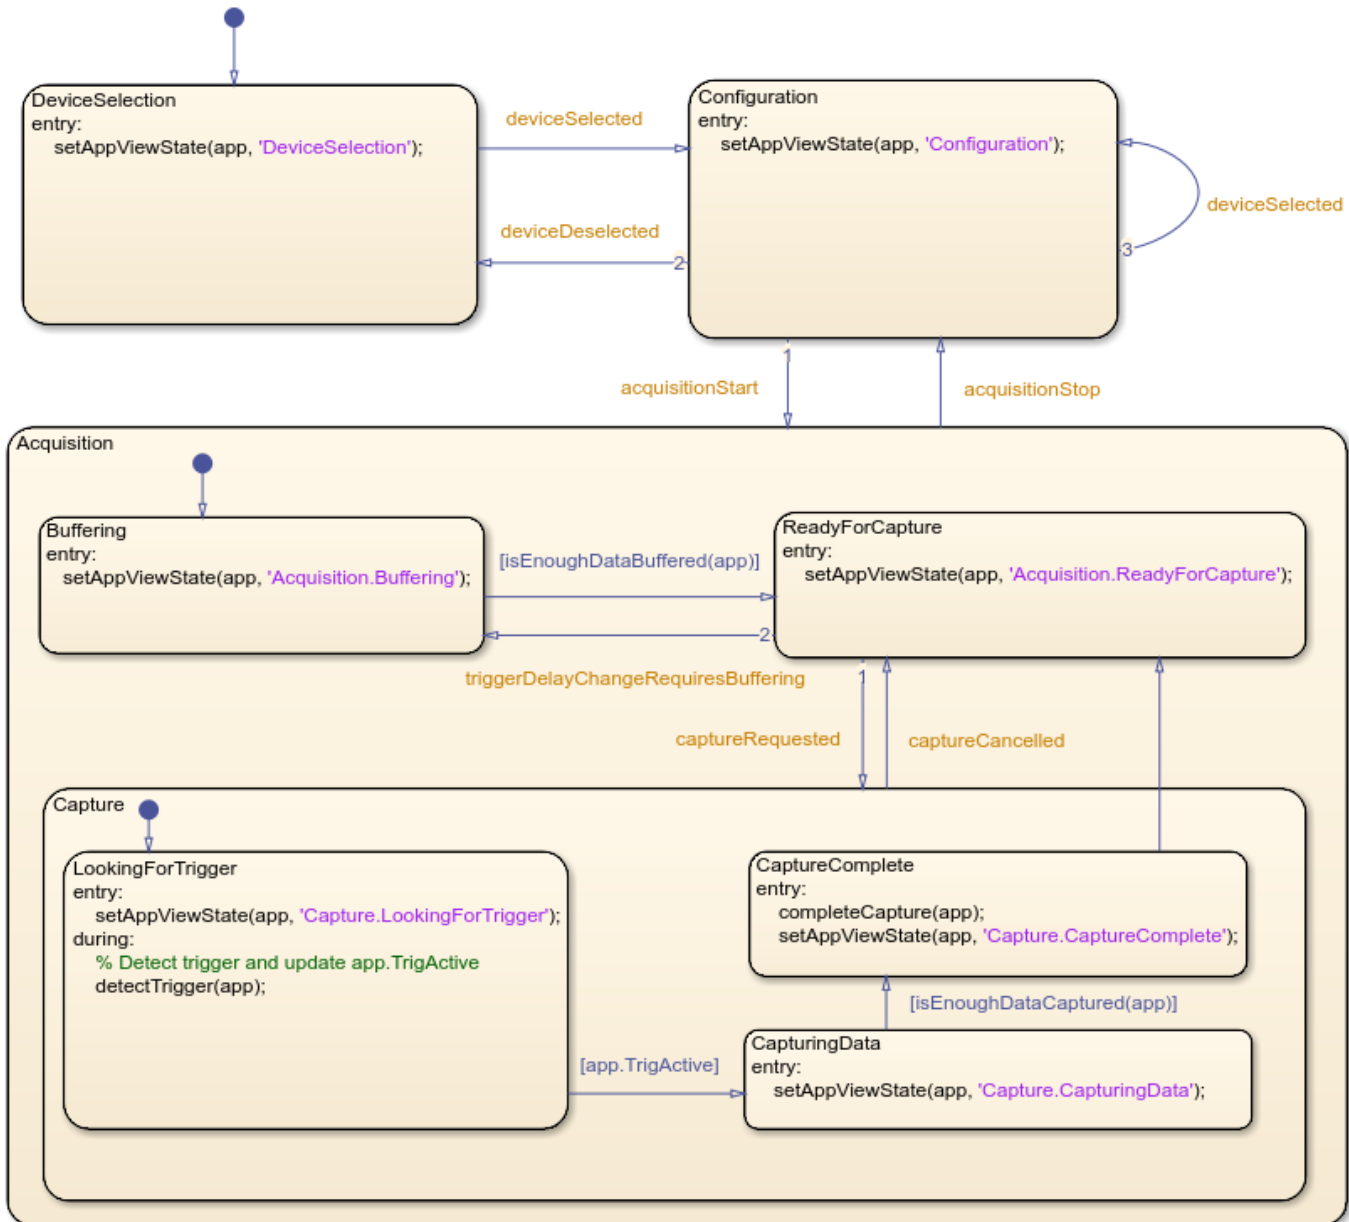 DeviceSelection
entry:
setAppViewState(app, 'DeviceSelection');
deviceSelected
deviceDeselected
2
Configuration
entry:
setAppViewState(app, 'Configuration');
deviceSelected
3
1
acquisitionStart
acquisitionStop
Acquisition
Buffering
entry:
setAppViewState(app, 'Acquisition.Buffering');
[isEnoughDataBuffered(app)]
2
triggerDelayChangeRequiresBuffering
ReadyForCapture
entry:
setAppViewState(app, 'Acquisition.ReadyForCapture');
1
captureRequested
captureCancelled
Capture
LookingForTrigger
entry:
setAppViewState(app, 'Capture.LookingForTrigger');
during:
% Detect trigger and update app.TrigActive
detectTrigger(app);
[app.TrigActive]
CaptureComplete
entry:
completeCapture(app);
setAppViewState(app, 'Capture.CaptureComplete');
[isEnoughDataCaptured(app)]
CapturingData
entry:
setAppViewState(app, 'Capture.CapturingData');